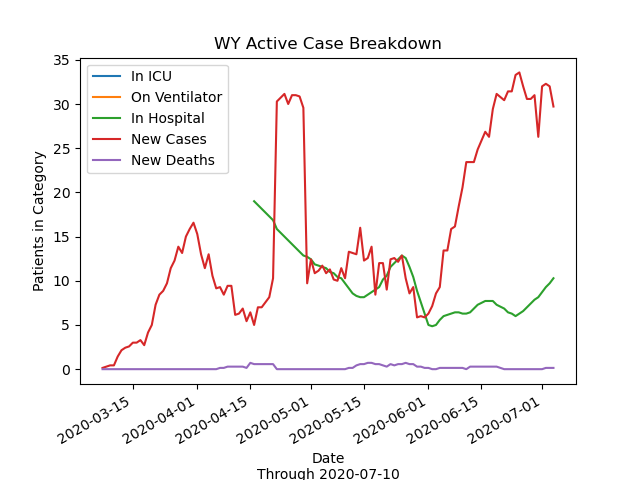 WY Active Case Breakdown
In ICU
On Ventilator
In Hospital
New Cases
New Deaths
Patients in Category
35
30
25
20
15
10
5
0
2020-03-15
2020-04-01
2020-04-15
2020-05-01
2020-05-15
2020-06-01
2020-06-15
2020-07-01
Date
Through 2020-07-10